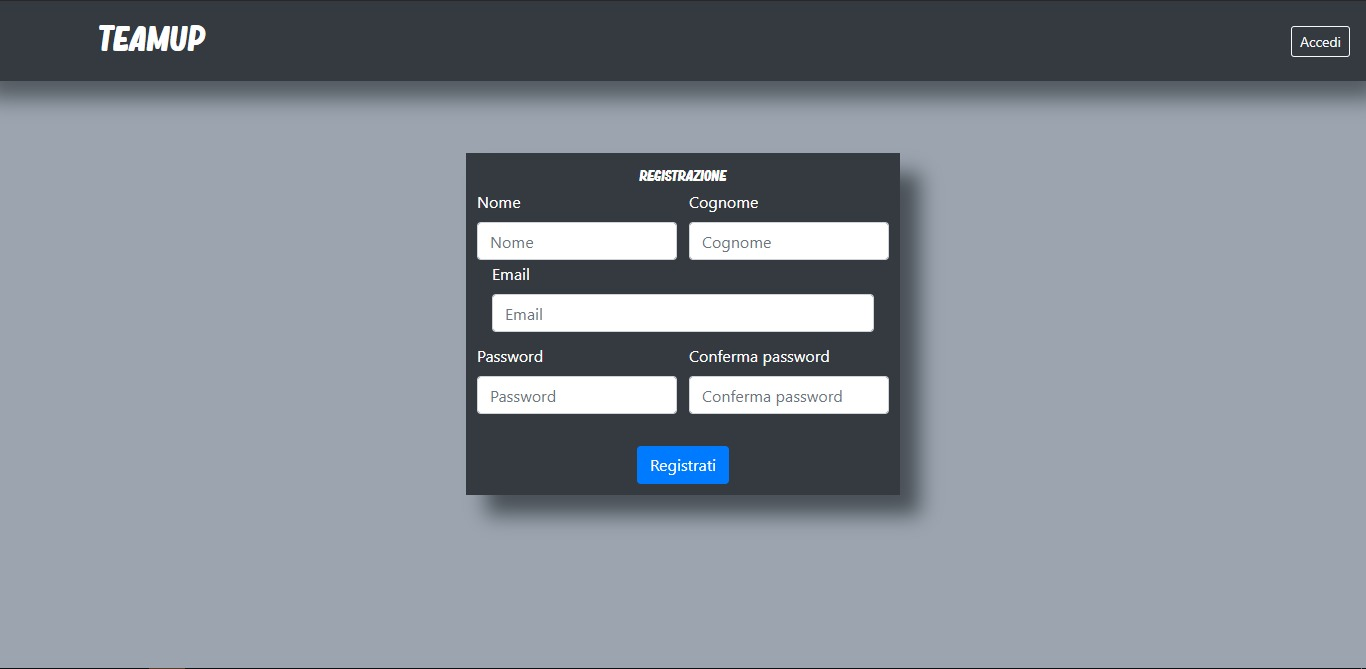 TEAMUP
Accedi
REGISTRAZIONE
Nome Cognome
Nome Cognome
Email
Email
Password Conferma password
Password Conferma password
Registrati